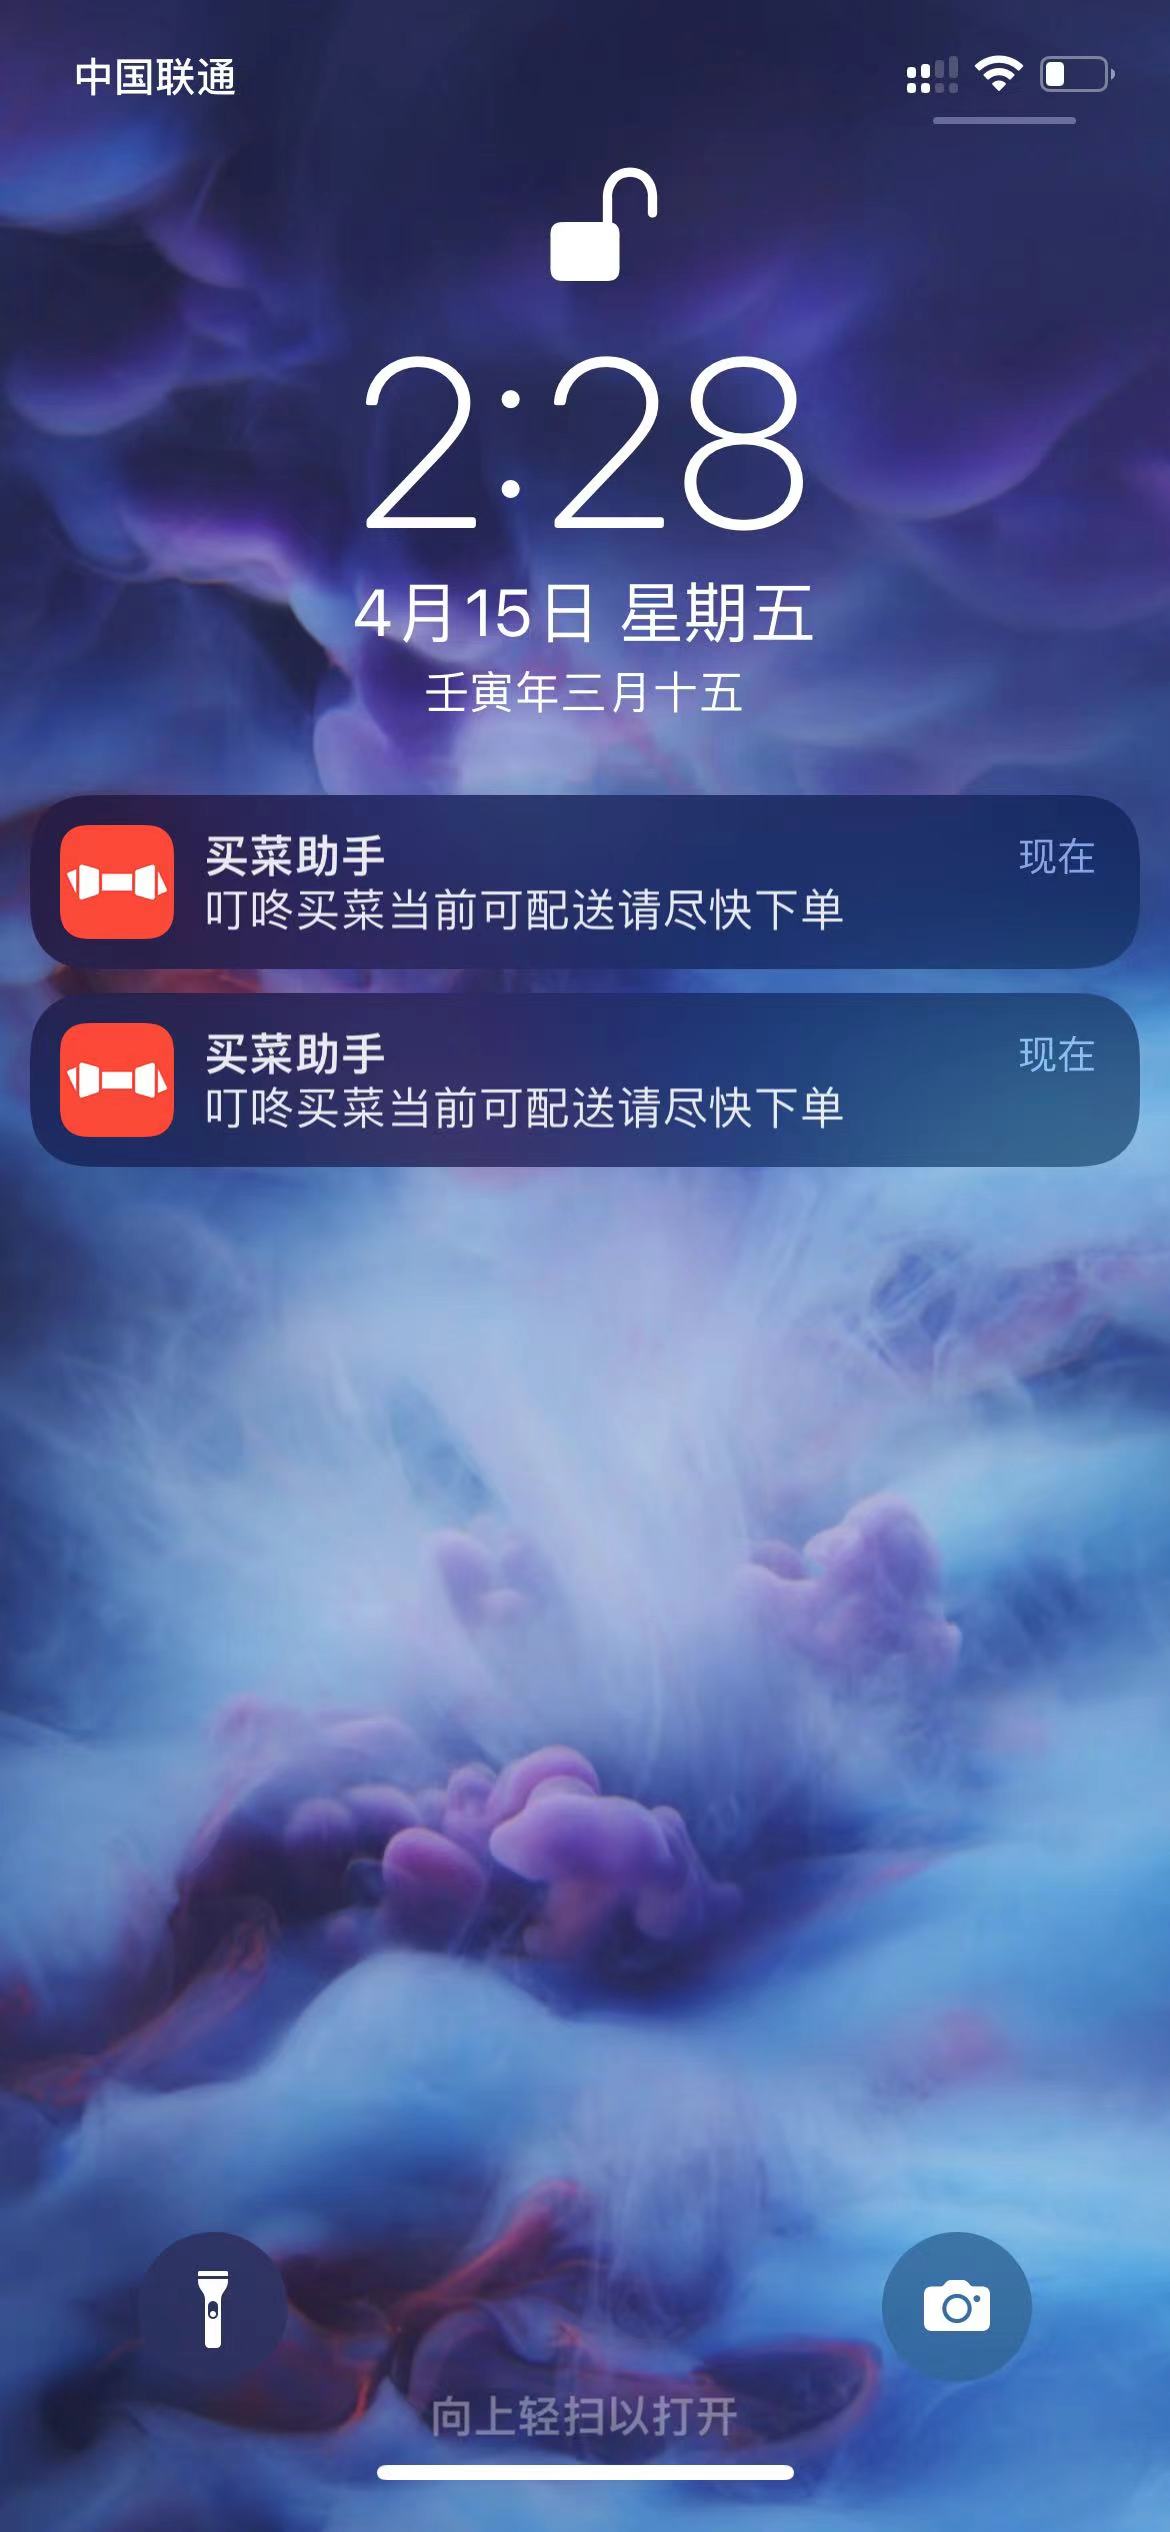 中国联通
2:28
4月15日 星期五
壬寅年三月十五
买菜助手
现在
叮咚买菜当前可配送请尽快下单
买菜助手
现在
叮咚买菜当前可配送请尽快下单
向上轻扫以打开